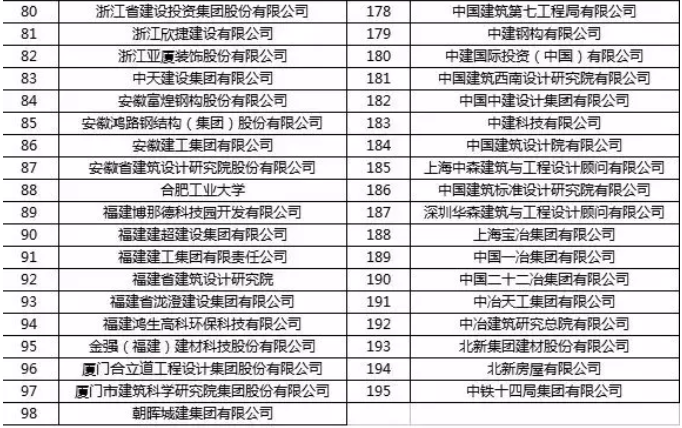 80 浙江省建设投资集团股份有限公司 178 中国建筑第七工程局有限公司
81 浙江欣捷建设有限公司 179 中建钢构有限公司
82 浙江亚厦装饰股份有限公司 180 中建国际投资（中国）有限公司
83 中天建设集团有限公司 181 中国建筑西南设计研究院有限公司
84 安徽富煌钢构股份有限公司 182 中国中建设计集团有限公司
85 安徽鸿路钢结构（集团）股份有限公司 183 中建科技有限公司
86 安徽建工集团有限公司 184 中国建筑设计院有限公司
87 安徽省建筑设计研究院股份有限公司 185 上海中森建筑与工程设计顾问有限公司
88 合肥工业大学 186 中国建筑标准设计研究院有限公司
89 福建博那德科技园开发有限公司 187 深圳华森建筑与工程设计顾问有限公司
90 福建建超建设集团有限公司 188 上海宝冶集团有限公司
91 福建建工集团有限责任公司 189 中国一冶集团有限公司
92 福建省建筑设计研究院 190 中国二十二冶集团有限公司
93 福建省泷澄建设集团有限公司 191 中冶天工集团有限公司
94 福建鸿生高科环保科技有限公司 192 中冶建筑研究总院有限公司
95 金强（福建）建材科技股份有限公司 193 北新集团建材股份有限公司
96 厦门合立道工程设计集团股份有限公司 194 北新房屋有限公司
97 厦门市建筑科学研究院集团股份有限公司 195 中铁十四局集团有限公司
98 朝晖城建集团有限公司